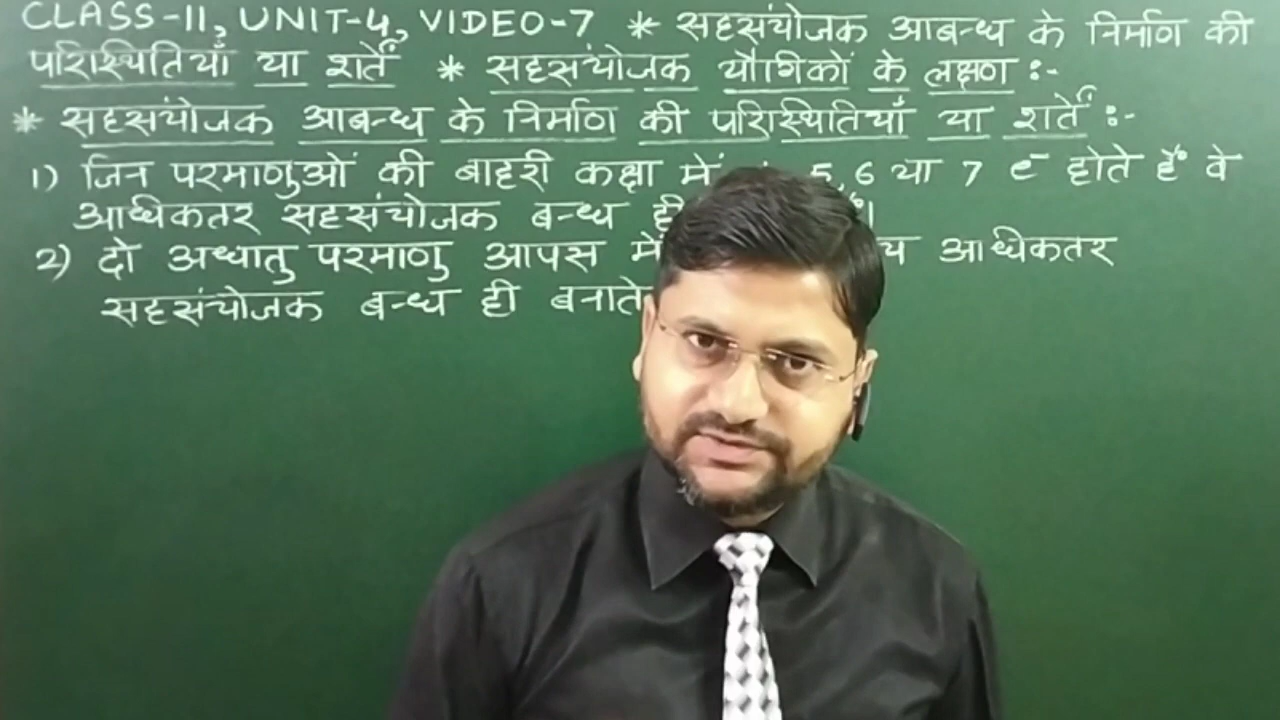 CLASS-11, UNIT-4, VIDEO-7 * सहसंयोजक आबन्ध के निर्माण की
परिस्थितियाँ या शर्तें * सहसंयोजक यौगिकों के लक्षण :-
* सहसंयोजक आबन्ध के निर्माण की परिस्थितियाँ या शर्तें :-
1) जिन परमाणुओं की बाहरी कक्षा में 5, 6 या 7 e⁻ होते हैं वे
अधिकतर सहसंयोजक बन्ध ही
2) दो अधातु परमाणु आपस में अधिकतर
सहसंयोजक बन्ध ही बनाते